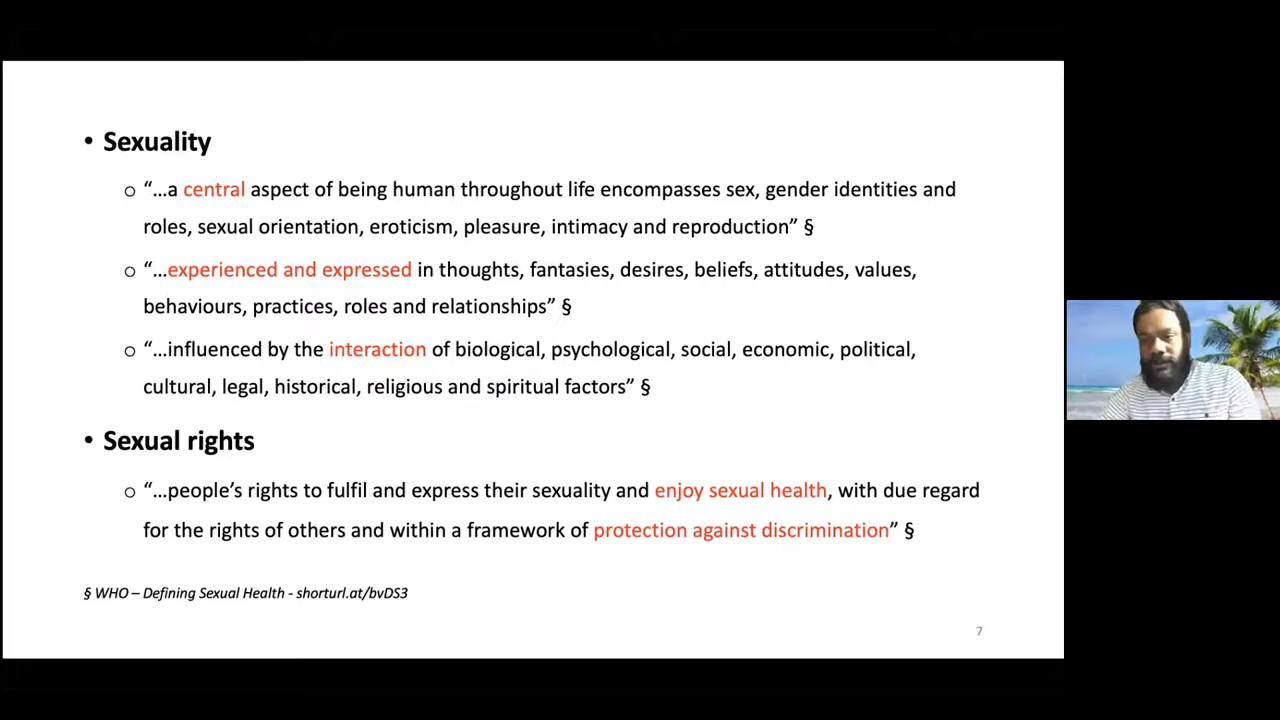 • Sexuality
o “…a central aspect of being human throughout life encompasses sex, gender identities and
roles, sexual orientation, eroticism, pleasure, intimacy and reproduction” §
o “…experienced and expressed in thoughts, fantasies, desires, beliefs, attitudes, values,
behaviours, practices, roles and relationships” §
o “…influenced by the interaction of biological, psychological, social, economic, political,
cultural, legal, historical, religious and spiritual factors” §
• Sexual rights
o “…people’s rights to fulfil and express their sexuality and enjoy sexual health, with due regard
for the rights of others and within a framework of protection against discrimination” §
§ WHO – Defining Sexual Health - shorturl.at/bvDS3
7